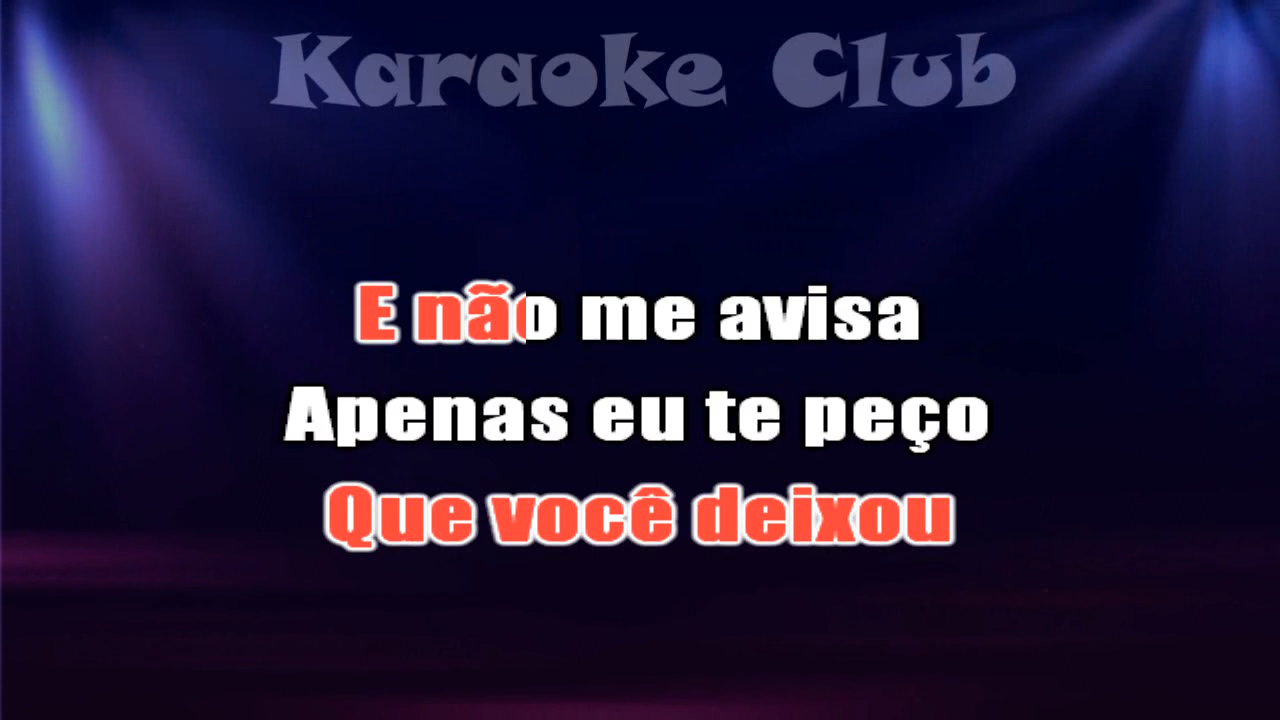 Karaoke Club
E não me avisa
Apenas eu te peço
Que você deixou